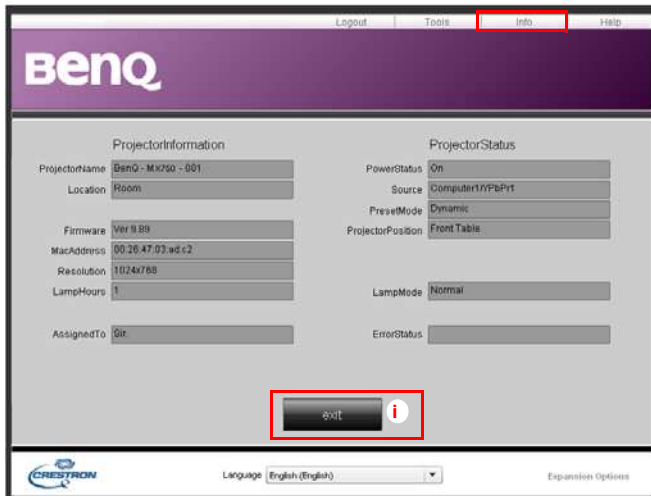 Logout Tools Info Help
BenQ
ProjectorInformation
ProjectorName BenQ - MX750 - 001
Location Room
Firmware Ver 9.89
MacAddress 00:26:47:03:ad:c2
Resolution 1024x768
LampHours 1
AssignedTo Sir.
ProjectorStatus
PowerStatus On
Source Computer1/YPbPr1
PresetMode Dynamic
ProjectorPosition Front Table
LampMode Normal
ErrorStatus
exit i
CRESTRON Language English (English) Expansion Options